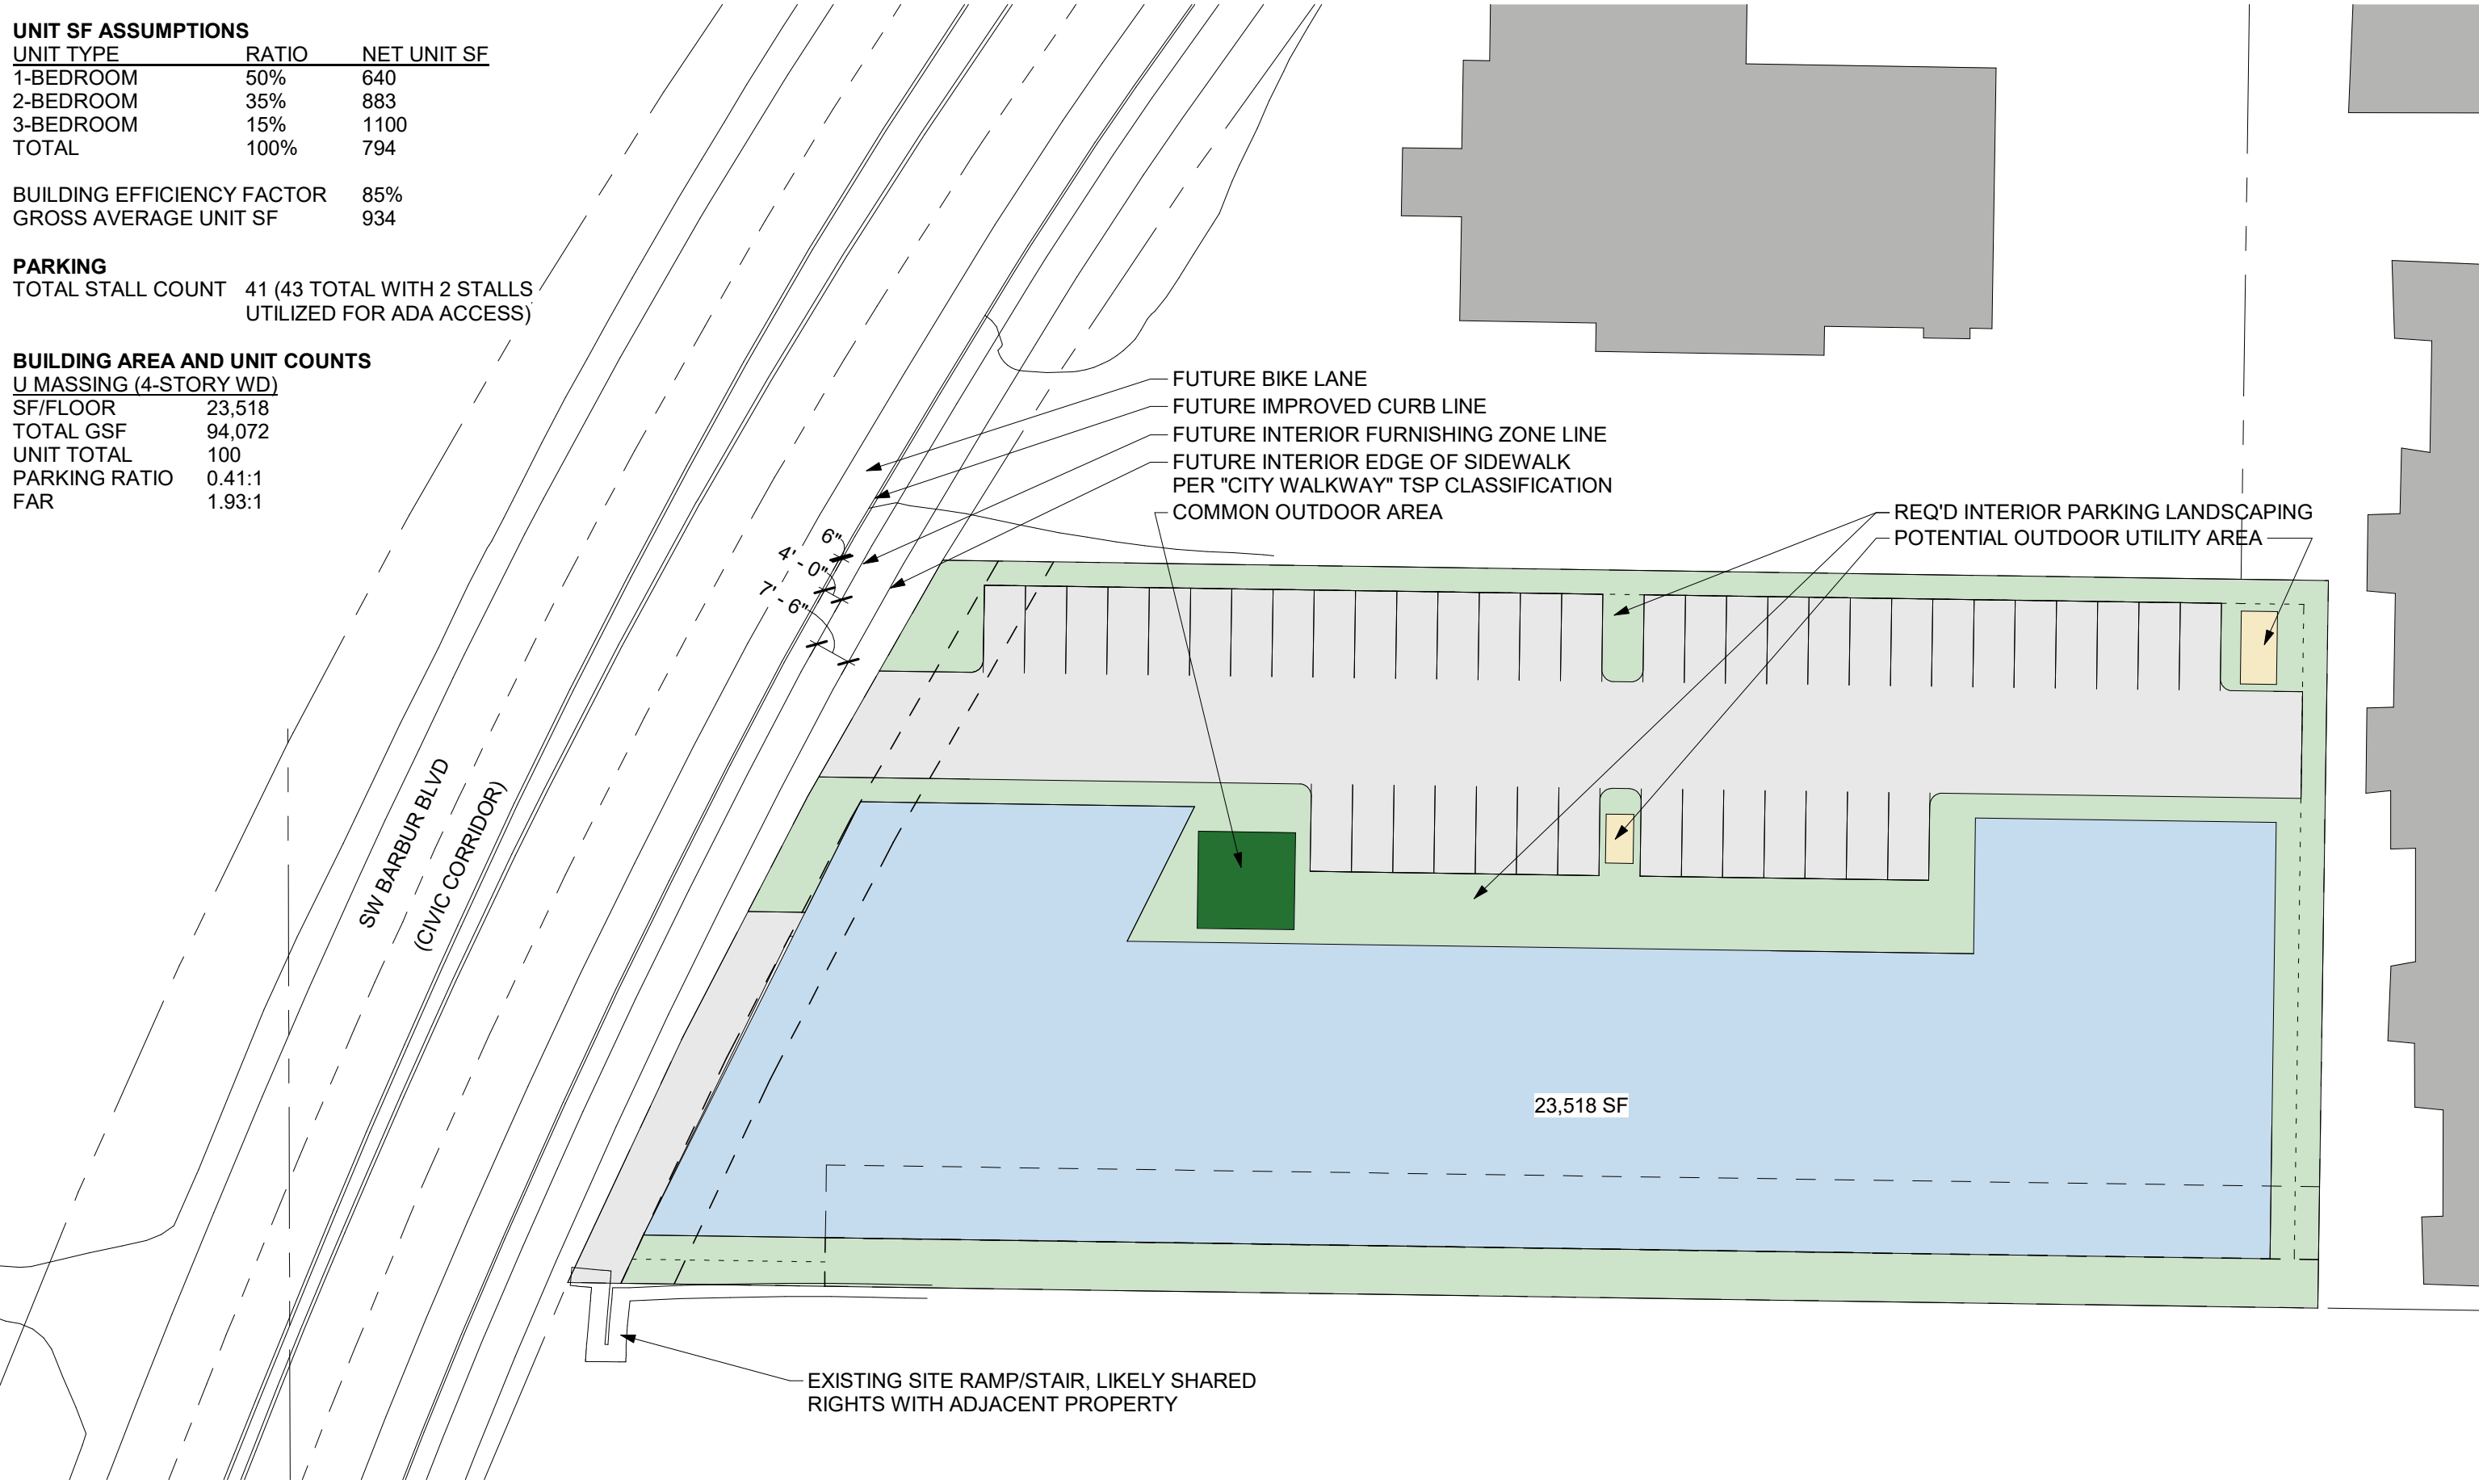 UNIT SF ASSUMPTIONS
UNIT TYPE RATIO NET UNIT SF
1-BEDROOM 50% 640
2-BEDROOM 35% 883
3-BEDROOM 15% 1100
TOTAL 100% 794
BUILDING EFFICIENCY FACTOR 85%
GROSS AVERAGE UNIT SF 934
PARKING
TOTAL STALL COUNT 41 (43 TOTAL WITH 2 STALLS
UTILIZED FOR ADA ACCESS)
BUILDING AREA AND UNIT COUNTS
U MASSING (4-STORY WD)
SF/FLOOR 23,518
TOTAL GSF 94,072
UNIT TOTAL 100
PARKING RATIO 0.41:1
FAR 1.93:1
FUTURE BIKE LANE
FUTURE IMPROVED CURB LINE
FUTURE INTERIOR FURNISHING ZONE LINE
FUTURE INTERIOR EDGE OF SIDEWALK
PER "CITY WALKWAY" TSP CLASSIFICATION
COMMON OUTDOOR AREA
REQ'D INTERIOR PARKING LANDSCAPING
POTENTIAL OUTDOOR UTILITY AREA
6"
4' - 0"
7' - 6"
SW BARBUR BLVD
(CIVIC CORRIDOR)
23,518 SF
EXISTING SITE RAMP/STAIR, LIKELY SHARED
RIGHTS WITH ADJACENT PROPERTY